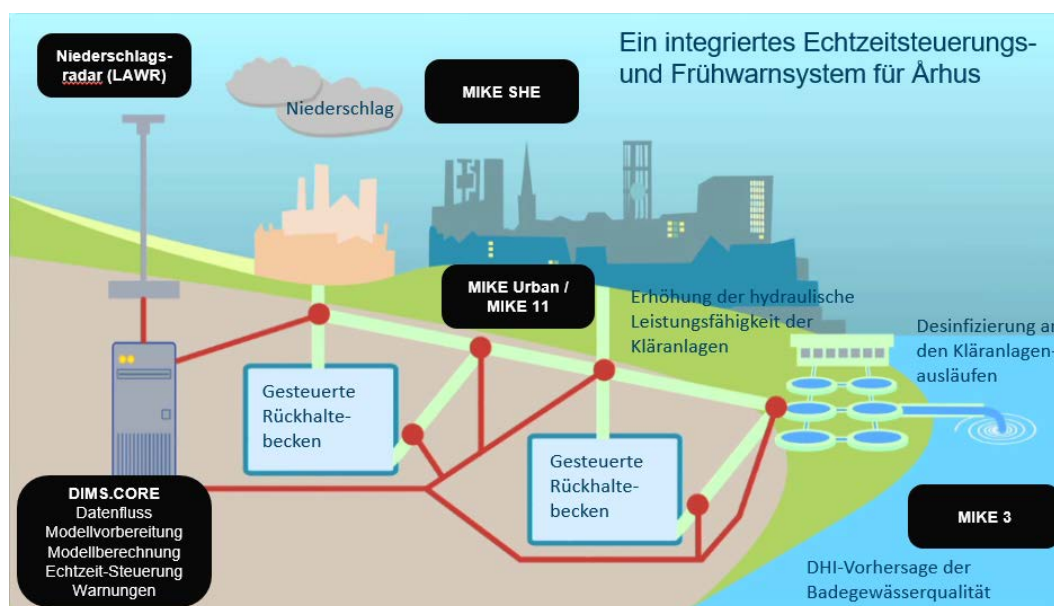 Ein integriertes Echtzeitsteuerungs-
und Frühwarnsystem für Århus
Niederschlags-
radar (LAWR)
Niederschlag
MIKE SHE
MIKE Urban /
MIKE 11
Erhöhung der hydraulische
Leistungsfähigkeit der
Kläranlagen
Desinfizierung an
den Kläranlagen-
ausläufen
Gesteuerte
Rückhalte-
becken
Gesteuerte
Rückhalte-
becken
DIMS.CORE
Datenfluss
Modellvorbereitung
Modellberechnung
Echtzeit-Steuerung
Warnungen
MIKE 3
DHI-Vorhersage der
Badegewässerqualität